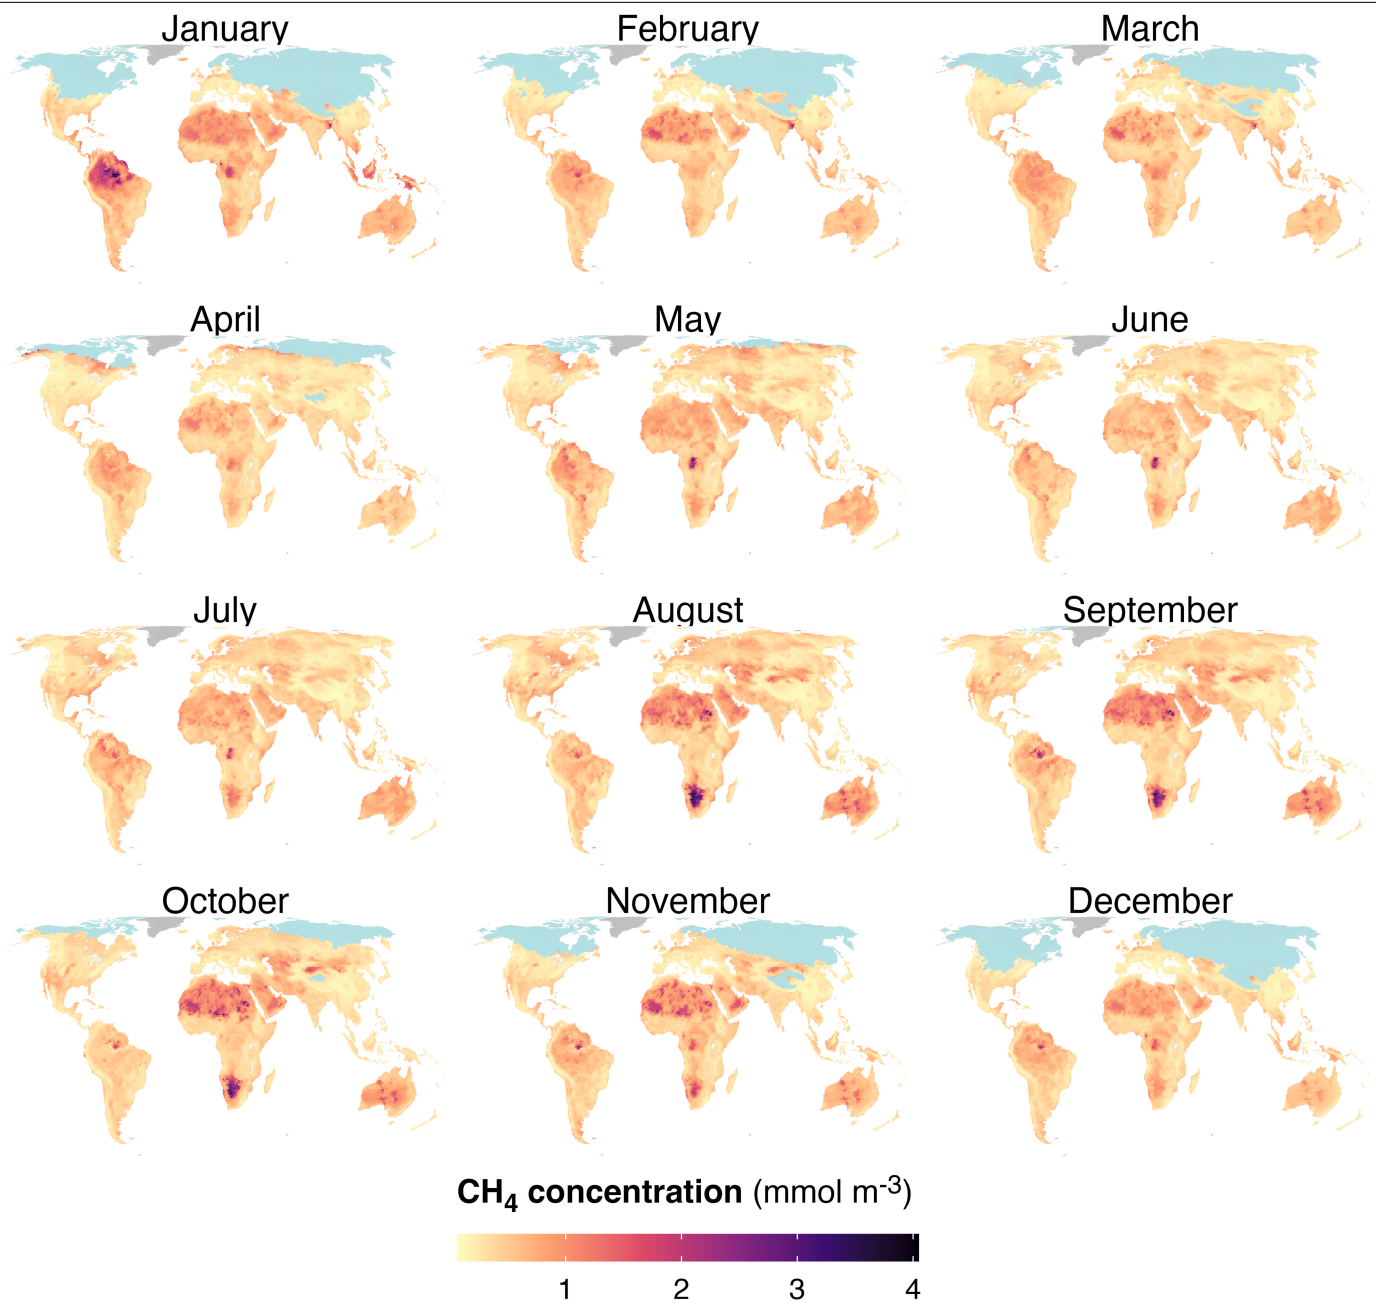 January
February
March
April
May
June
July
August
September
October
November
December
CH4 concentration (mmol m-3)
1 2 3 4